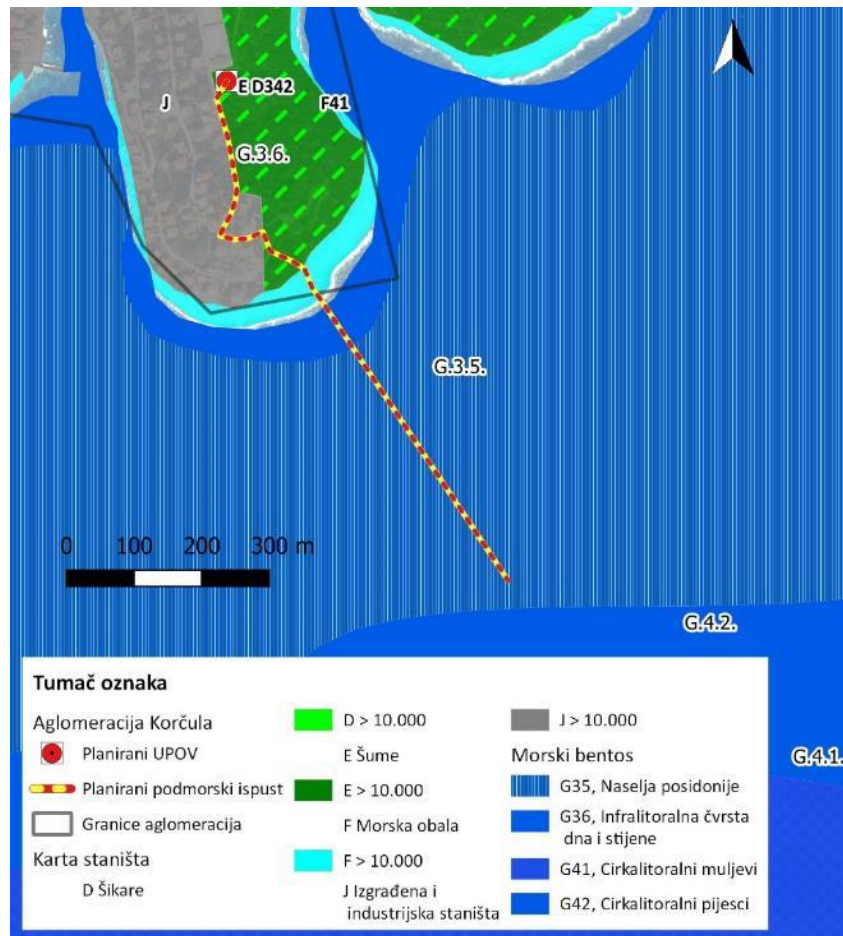 J
E D342
F41
G.3.6.
G.3.5.
0 100 200 300 m
G.4.2.
G.4.1.
Tumač oznaka
Aglomeracija Korčula
Planirani UPOV
Planirani podmorski ispust
Granice aglomeracija
Karta staništa
D Šikare
D > 10.000
E Šume
E > 10.000
F Morska obala
F > 10.000
J Izgrađena i
industrijska staništa
J > 10.000
Morski bentos
G35, Naselja posidonije
G36, Infralitoralna čvrsta
dna i stijene
G41, Cirkalitoralni muljevi
G42, Cirkalitoralni pijesci